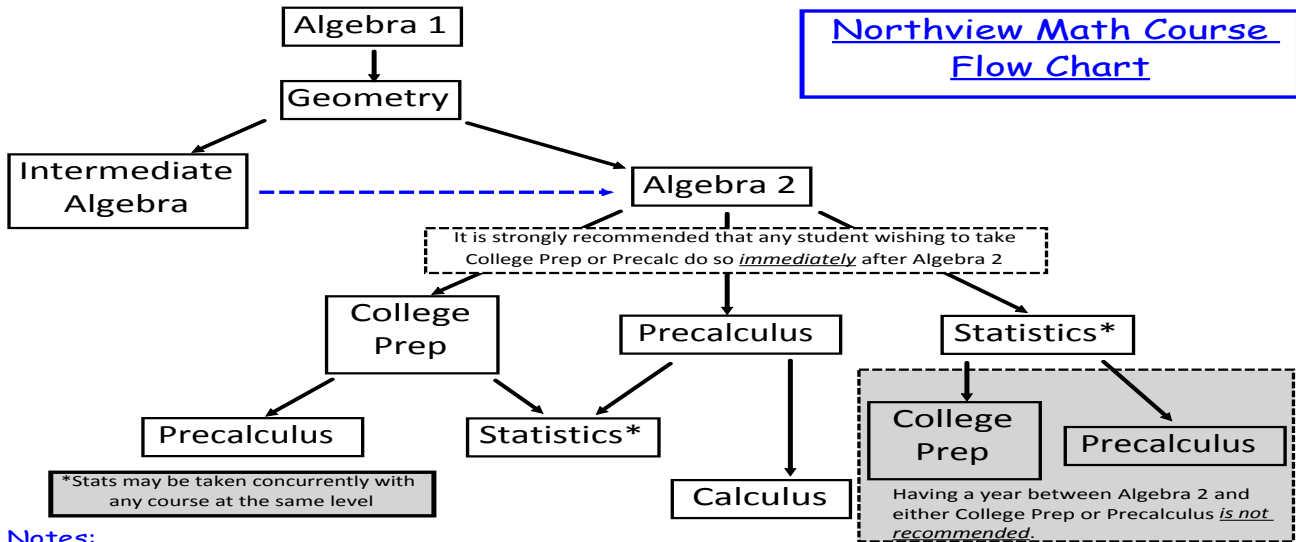 Algebra 1
Northview Math Course
Flow Chart
Geometry
Intermediate
Algebra
Algebra 2
It is strongly recommended that any student wishing to take
College Prep or Precalc do so immediately after Algebra 2
College
Prep
Precalculus
Statistics*
Precalculus
Statistics*
College
Prep
Precalculus
*Stats may be taken concurrently with
any course at the same level
Calculus
Having a year between Algebra 2 and
either College Prep or Precalculus is not
recommended.
Notes: